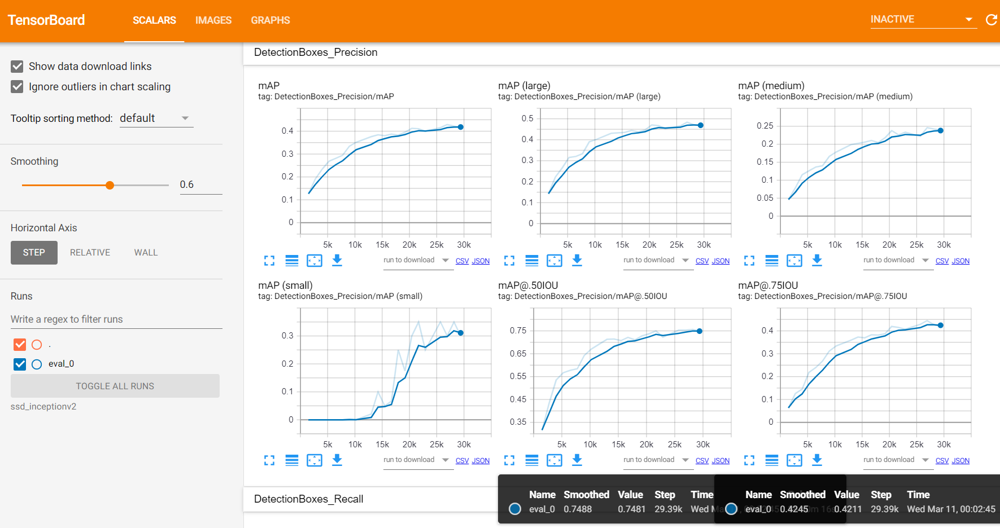 TensorBoard SCALARS IMAGES GRAPHS INACTIVE
Show data download links
Ignore outliers in chart scaling
Tooltip sorting method: default
Smoothing
0.6
Horizontal Axis
STEP RELATIVE WALL
Runs
Write a regex to filter runs
.
eval_0
TOGGLE ALL RUNS
ssd_inceptionv2
DetectionBoxes_Precision
mAP
tag: DetectionBoxes_Precision/mAP
0.4
0.3
0.2
0.1
0
5k 10k 15k 20k 25k 30k
run to download CSV JSON
mAP (large)
tag: DetectionBoxes_Precision/mAP (large)
0.5
0.4
0.3
0.2
0.1
0
5k 10k 15k 20k 25k 30k
run to download CSV JSON
mAP (medium)
tag: DetectionBoxes_Precision/mAP (medium)
0.25
0.2
0.15
0.1
0.05
0
5k 10k 15k 20k 25k 30k
run to download CSV JSON
mAP (small)
tag: DetectionBoxes_Precision/mAP (small)
0.3
0.2
0.1
0
5k 10k 15k 20k 25k 30k
run to download CSV JSON
mAP@.50IOU
tag: DetectionBoxes_Precision/mAP@.50IOU
0.75
0.65
0.55
0.45
0.35
5k 10k 15k 20k 25k 30k
run to download CSV JSON
mAP@.75IOU
tag: DetectionBoxes_Precision/mAP@.75IOU
0.4
0.3
0.2
0.1
0
5k 10k 15k 20k 25k 30k
run to download CSV JSON
DetectionBoxes_Recall
Name Smoothed Value Step Time
eval_0 0.7488 0.7481 29.39k Wed
Name Smoothed Value Step Time
eval_0 0.4245 0.4211 29.39k Wed Mar 11, 00:02:45